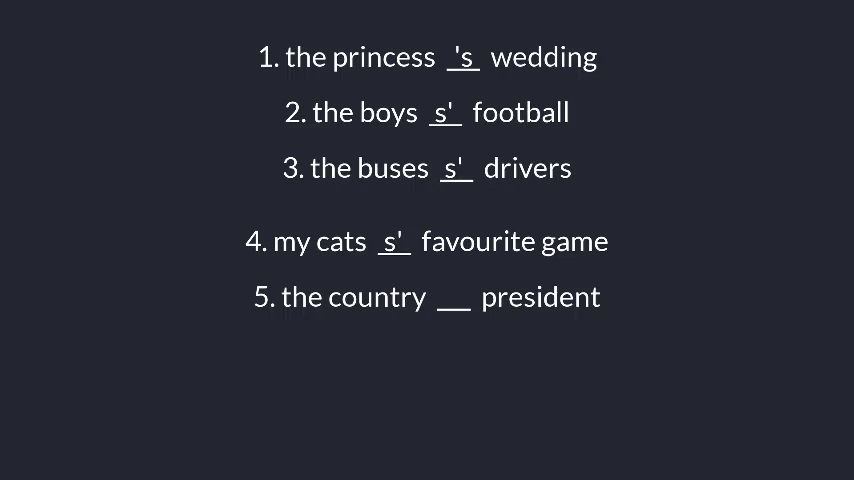 1. the princess 's wedding
2. the boys s' football
3. the buses s' drivers
4. my cats s' favourite game
5. the country __ president